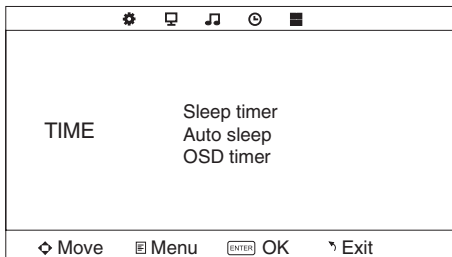 TIME
Sleep timer
Auto sleep
OSD timer
Move Menu ENTER OK Exit